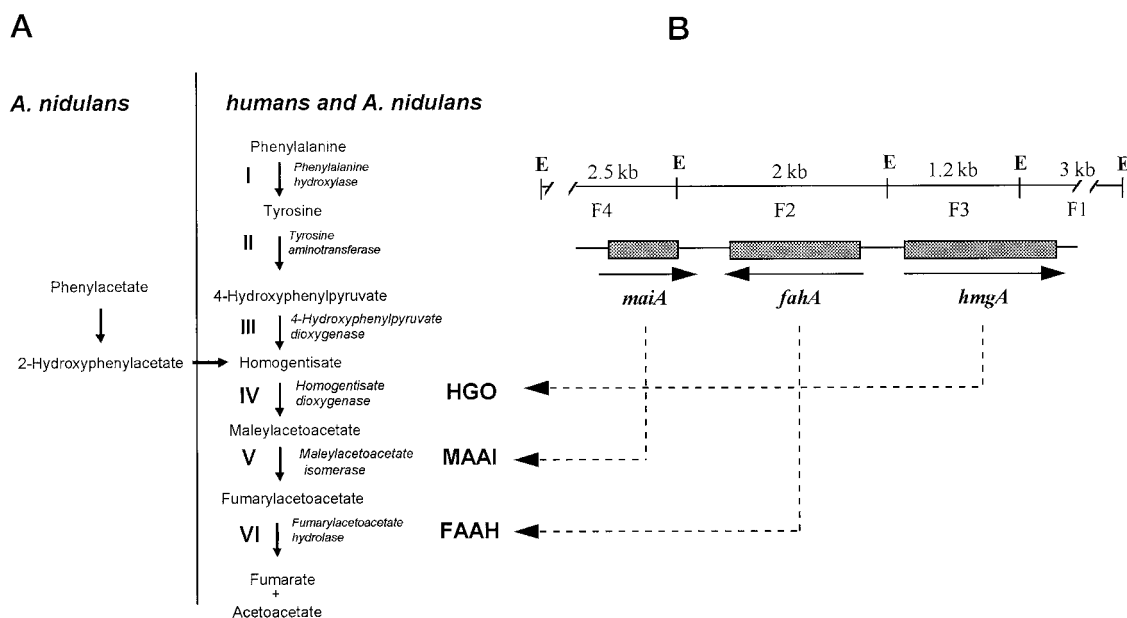 A
B
A. nidulans
humans and A. nidulans
Phenylalanine
I
Phenylalanine
hydroxylase
Tyrosine
II
Tyrosine
aminotransferase
Phenylacetate
4-Hydroxyphenylpyruvate
III
4-Hydroxyphenylpyruvate
dioxygenase
2-Hydroxyphenylacetate
Homogentisate
IV
Homogentisate
dioxygenase
Maleylacetoacetate
V
Maleylacetoacetate
isomerase
Fumarylacetoacetate
VI
Fumarylacetoacetate
hydrolase
Fumarate
+
Acetoacetate
HGO
MAAI
FAAH
E E E E E
2.5 kb 2 kb 1.2 kb 3 kb
F4 F2 F3 F1
maiA fahA hmgA